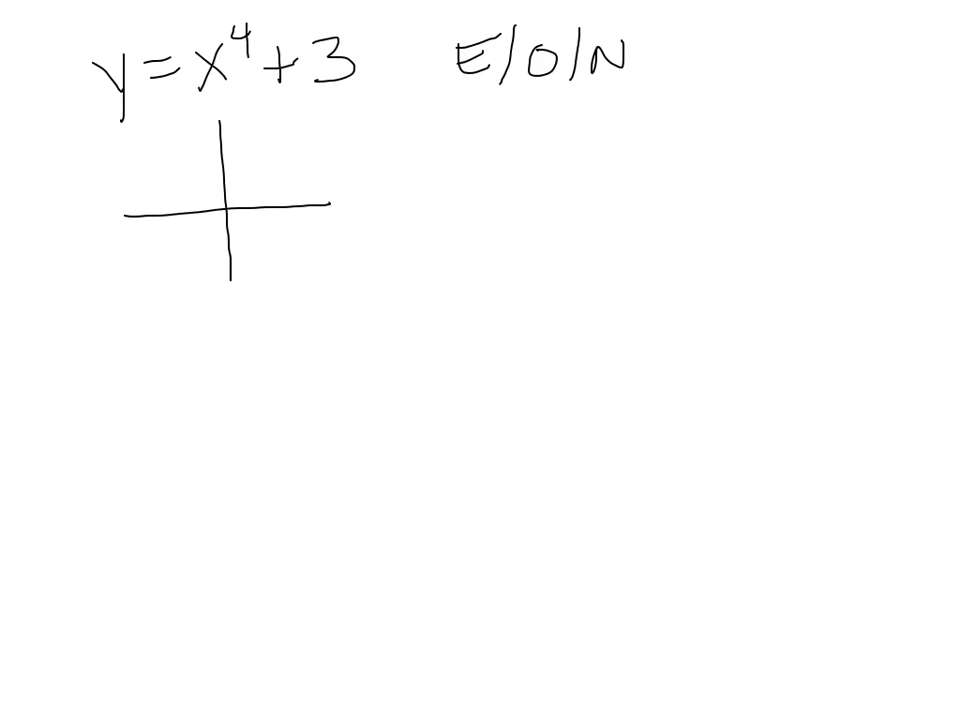 y = x⁴ + 3 E/O/N